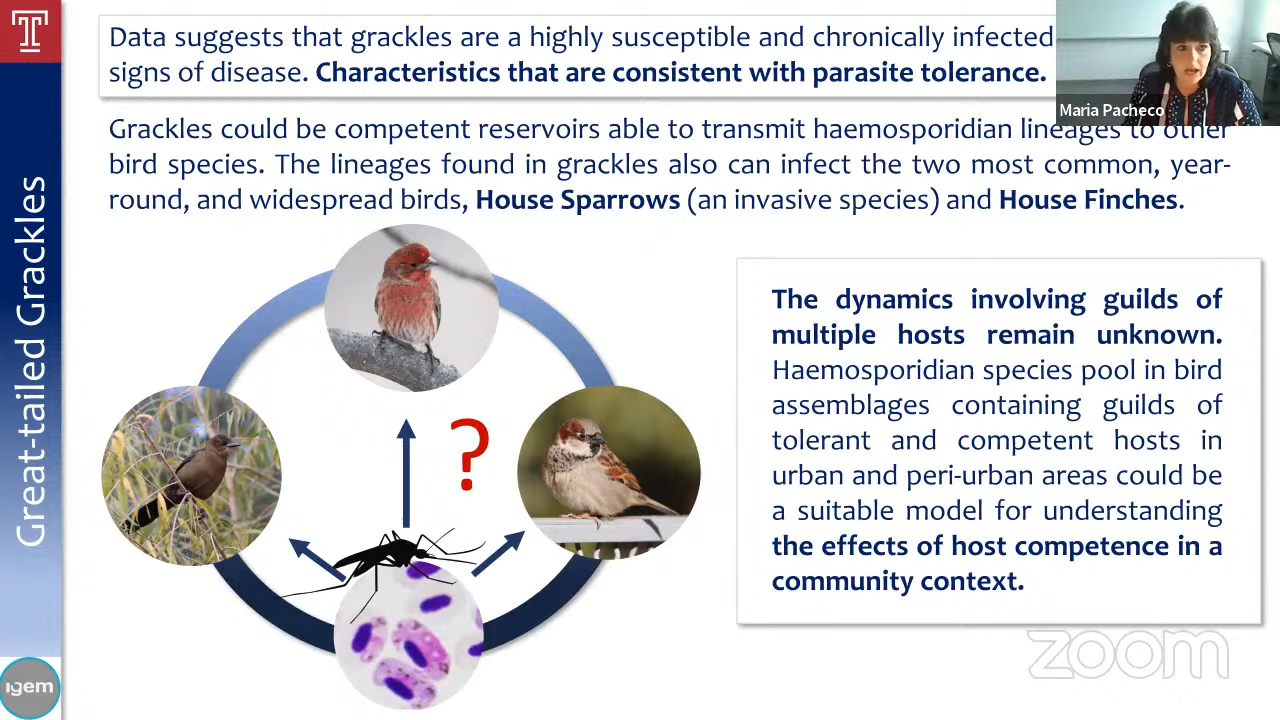 Data suggests that grackles are a highly susceptible and chronically infected
signs of disease. Characteristics that are consistent with parasite tolerance.
Maria Pacheco
Grackles could be competent reservoirs able to transmit haemosporidian lineages to other
bird species. The lineages found in grackles also can infect the two most common, year-
round, and widespread birds, House Sparrows (an invasive species) and House Finches.
Great-tailed Grackles
?
The dynamics involving guilds of
multiple hosts remain unknown.
Haemosporidian species pool in bird
assemblages containing guilds of
tolerant and competent hosts in
urban and peri-urban areas could be
a suitable model for understanding
the effects of host competence in a
community context.
zoom
igem